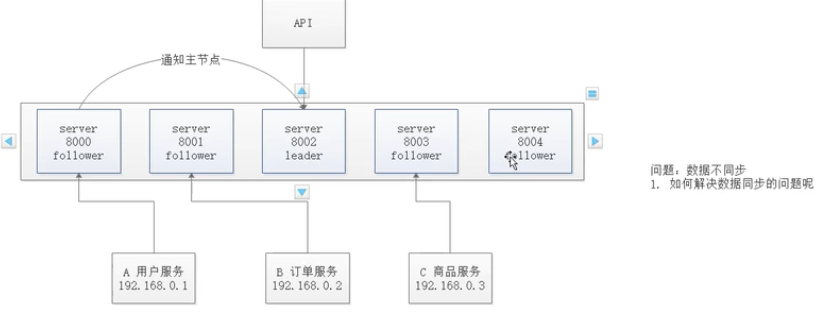 API
通知主节点
server
8000
follower
server
8001
follower
server
8002
leader
server
8003
follower
server
8004
follower
问题：数据不同步
1. 如何解决数据同步的问题呢
A 用户服务
192.168.0.1
B 订单服务
192.168.0.2
C 商品服务
192.168.0.3